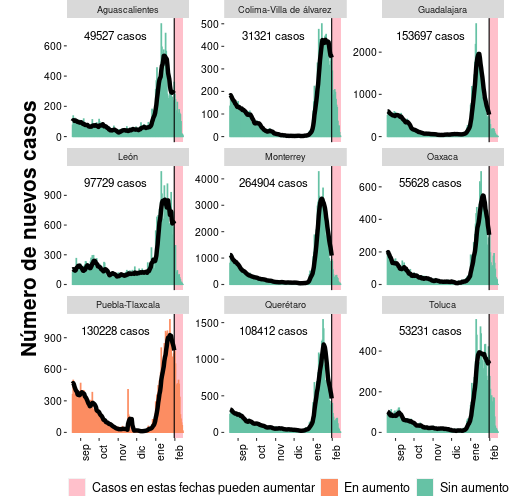 Número de nuevos casos
Aguascalientes
49527 casos
600
400
200
0
Colima-Villa de álvarez
31321 casos
500
400
300
200
100
0
Guadalajara
153697 casos
2000
1000
0
León
97729 casos
900
600
300
0
Monterrey
264904 casos
4000
3000
2000
1000
0
Oaxaca
55628 casos
600
400
200
0
Puebla-Tlaxcala
130228 casos
900
600
300
0
Querétaro
108412 casos
1500
1000
500
0
Toluca
53231 casos
400
200
0
sep oct nov dic ene feb
sep oct nov dic ene feb
sep oct nov dic ene feb
Casos en estas fechas pueden aumentar En aumento Sin aumento